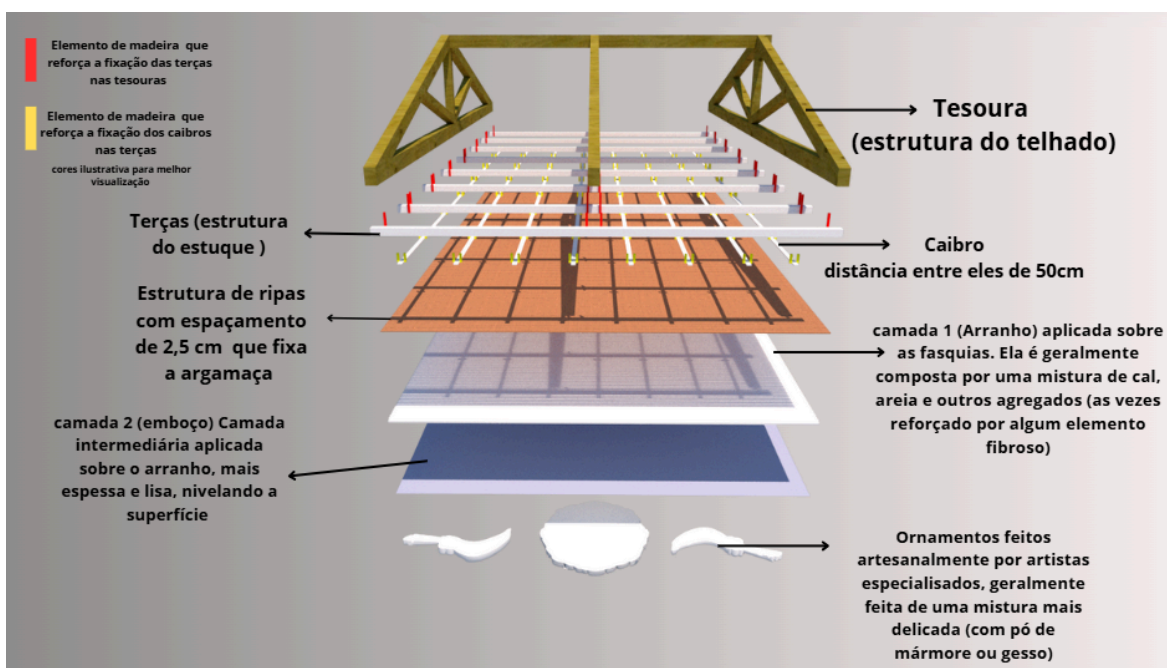 Elemento de madeira que
reforça a fixação das terças
nas tesouras
Elemento de madeira que
reforça a fixação dos caibros
nas terças
cores ilustrativa para melhor
visualização
Tesoura
(estrutura do telhado)
Terças (estrutura
do estuque )
Caibro
distância entre eles de 50cm
Estrutura de ripas
com espaçamento
de 2,5 cm que fixa
a argamaça
camada 1 (Arranho) aplicada sobre
as fasquias. Ela é geralmente
composta por uma mistura de cal,
areia e outros agregados (as vezes
reforçado por algum elemento
fibroso)
camada 2 (emboço) Camada
intermediária aplicada
sobre o arranho, mais
espessa e lisa, nivelando a
superfície
Ornamentos feitos
artesanalmente por artistas
especialisados, geralmente
feita de uma mistura mais
delicada (com pó de
mármore ou gesso)